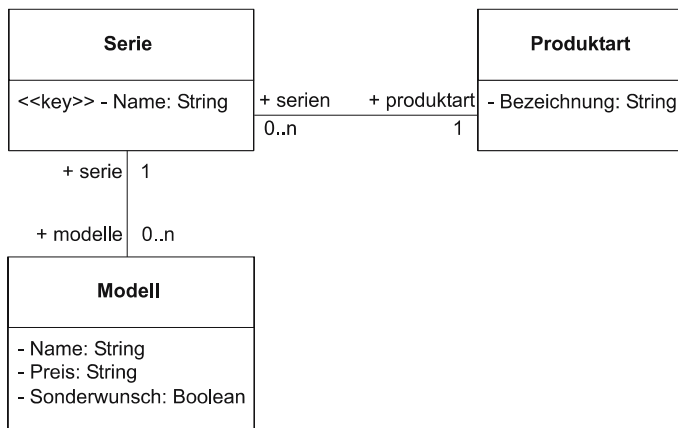 Serie
<<key>> - Name: String
+ serien
0..n
+ produktart
1
Produktart
- Bezeichnung: String
+ serie
1
+ modelle
0..n
Modell
- Name: String
- Preis: String
- Sonderwunsch: Boolean